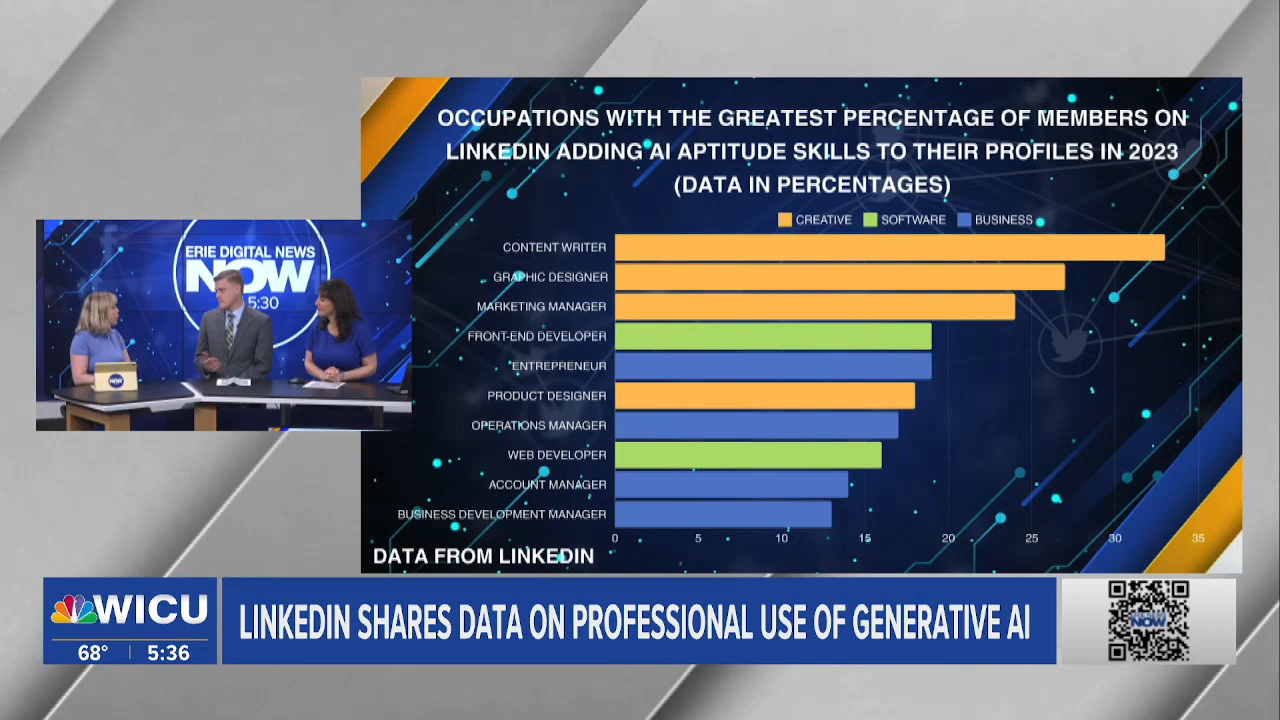 OCCUPATIONS WITH THE GREATEST PERCENTAGE OF MEMBERS ON
LINKEDIN ADDING AI APTITUDE SKILLS TO THEIR PROFILES IN 2023
(DATA IN PERCENTAGES)
CREATIVE SOFTWARE BUSINESS
CONTENT WRITER
GRAPHIC DESIGNER
MARKETING MANAGER
FRONT-END DEVELOPER
ENTREPRENEUR
PRODUCT DESIGNER
OPERATIONS MANAGER
WEB DEVELOPER
ACCOUNT MANAGER
BUSINESS DEVELOPMENT MANAGER
0 5 10 15 20 25 30 35
DATA FROM LINKEDIN
ERIE DIGITAL NEWS
NOW
5:30
NOW
WICU
68° 5:36
LINKEDIN SHARES DATA ON PROFESSIONAL USE OF GENERATIVE AI
NOW